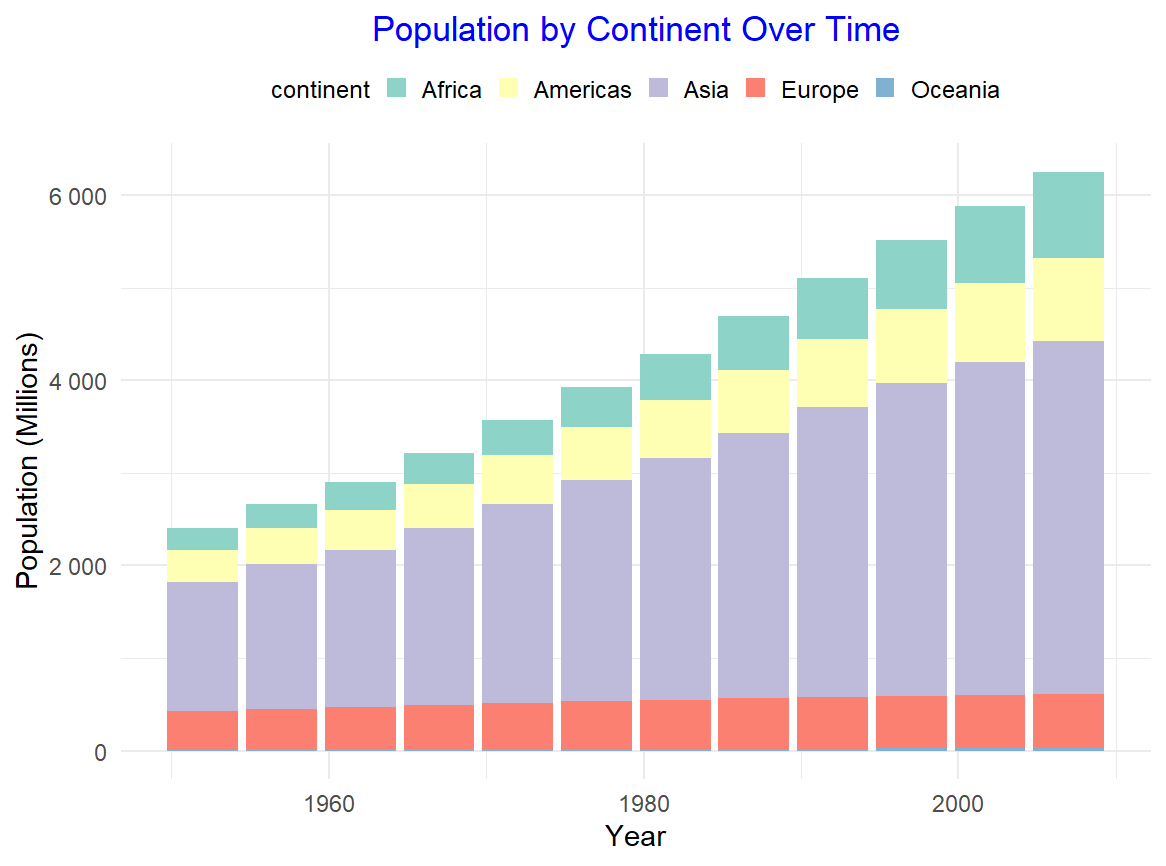 Population by Continent Over Time
continent Africa Americas Asia Europe Oceania
6 000
4 000
2 000
0
Population (Millions)
1960 1980 2000
Year